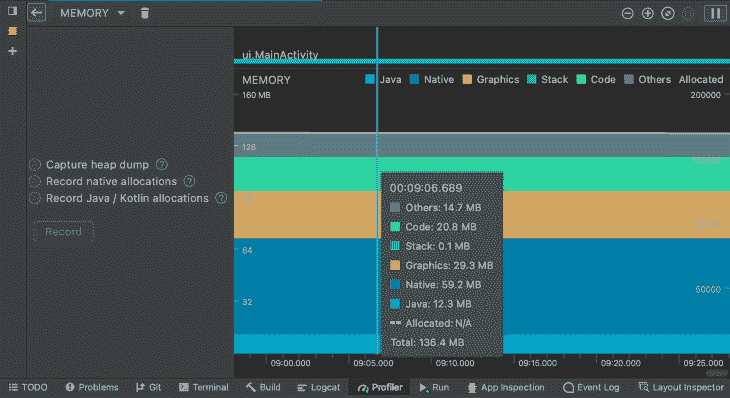 MEMORY
ui.MainActivity
MEMORY
Java Native Graphics Stack Code Others Allocated
160 MB
200000
128
Capture heap dump ?
Record native allocations ?
Record Java / Kotlin allocations ?
Record
64
50000
32
00:09:06.689
Others: 14.7 MB
Code: 20.8 MB
Stack: 0.1 MB
Graphics: 29.3 MB
Native: 59.2 MB
Java: 12.3 MB
Allocated: N/A
Total: 136.4 MB
09:00.000 09:05.000 09:10.000 09:15.000 09:20.000 09:25.000
TODO Problems Git Terminal Build Logcat Profiler Run App Inspection Event Log Layout Inspector